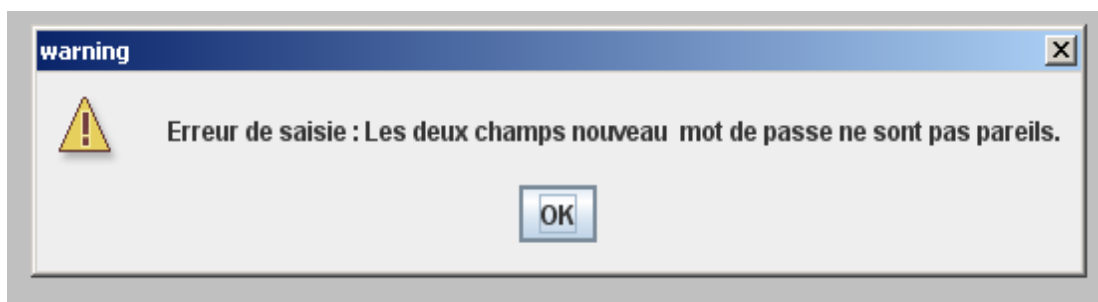 warning
Erreur de saisie : Les deux champs nouveau mot de passe ne sont pas pareils.
OK